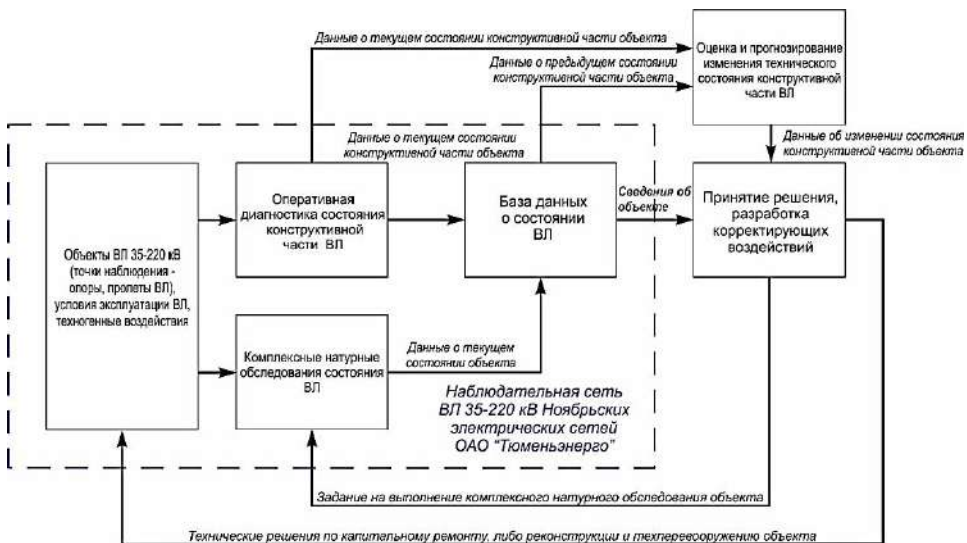 Данные о текущем состоянии конструктивной части объекта
Оценка и прогнозирование
изменения технического
состояния конструктивной
части ВЛ
Данные о предыдущем состоянии
конструктивной части объекта
Данные о текущем состоянии
конструктивной части объекта
Данные об изменении состояния
конструктивной части объекта
Объекты ВЛ 35-220 кВ
(точки наблюдения -
опоры, пролеты ВЛ),
условия эксплуатации ВЛ,
техногенные воздействия
Оперативная
диагностика состояния
конструктивной
части ВЛ
База данных
о состоянии
ВЛ
Сведения об
объекте
Принятие решения,
разработка
корректирующих
воздействий
Комплексные натурные
обследования состояния
ВЛ
Данные о текущем
состоянии объекта
Наблюдательная сеть
ВЛ 35-220 кВ Ноябрьских
электрических сетей
ОАО "Тюменьэнерго"
Задание на выполнение комплексного натурного обследования объекта
Технические решения по капитальному ремонту, либо реконструкции и техперевооружению объекта